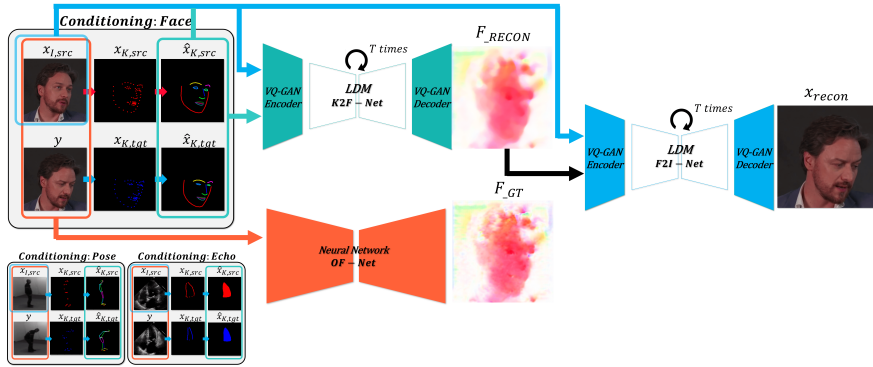 Conditioning: Face
x_{I,src} x_{K,src} x̂_{K,src}
y x_{K,tgt} x̂_{K,tgt}
VQ-GAN
Encoder
T times
LDM
K2F - Net
VQ-GAN
Decoder
F_RECON
Neural Network
OF - Net
F_GT
VQ-GAN
Encoder
T times
LDM
F2I - Net
VQ-GAN
Decoder
x_{recon}
Conditioning: Pose
x_{I,src} x_{K,src} x̂_{K,src}
y x_{K,tgt} x̂_{K,tgt}
Conditioning: Echo
x_{I,src} x_{K,src} x̂_{K,src}
y x_{K,tgt} x̂_{K,tgt}